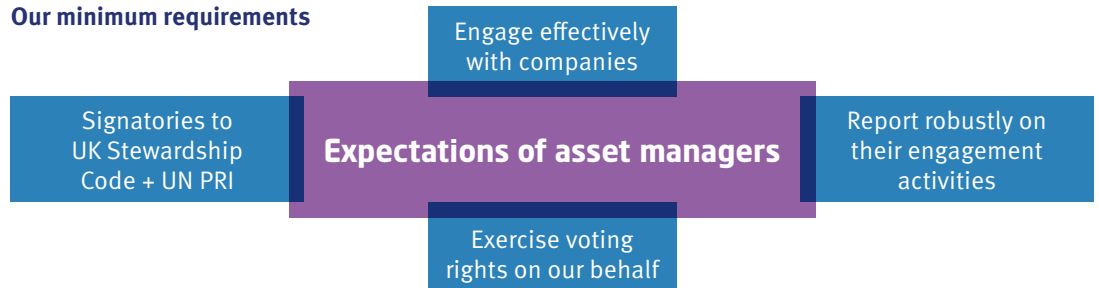 Our minimum requirements
Engage effectively
with companies
Signatories to
UK Stewardship
Code + UN PRI
Expectations of asset managers
Report robustly on
their engagement
activities
Exercise voting
rights on our behalf